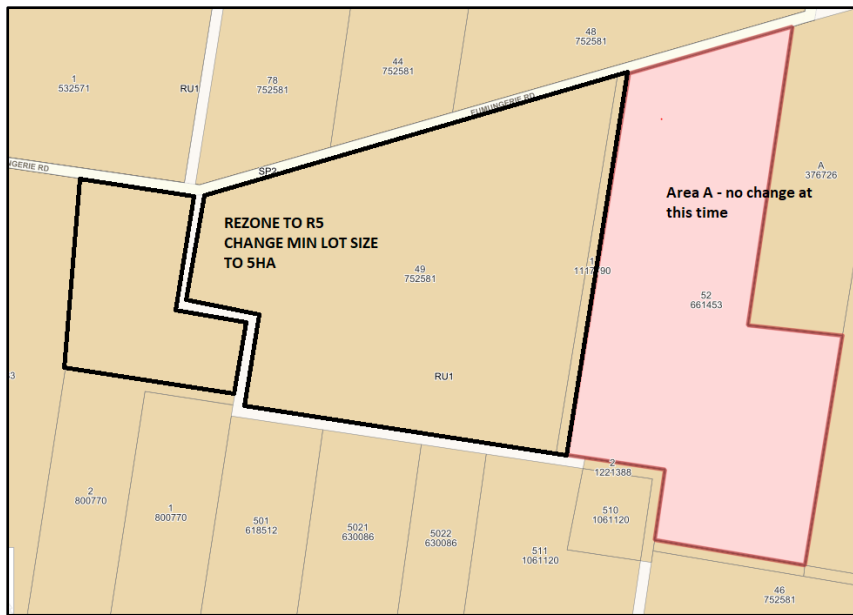 48
752581
44
752581
1
532571
RU1
78
752581
EUMUNGERIE RD
NGERIE RD
SP2
A
376726
Area A - no change at
this time
REZONE TO R5
CHANGE MIN LOT SIZE
TO 5HA
49
752581
1
52
661453
RU1
2
1221388
2
800770
1
800770
501
618512
5021
630086
5022
630086
510
1061120
511
1061120
46
752581